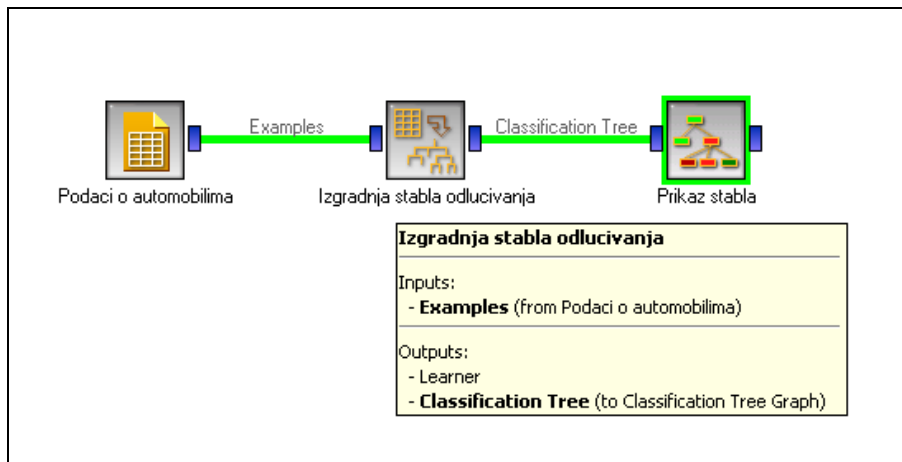 Examples
Classification Tree
Podaci o automobilima
Izgradnja stabla odlucivanja
Prikaz stabla
Izgradnja stabla odlucivanja
Inputs:
- Examples (from Podaci o automobilima)
Outputs:
- Learner
- Classification Tree (to Classification Tree Graph)